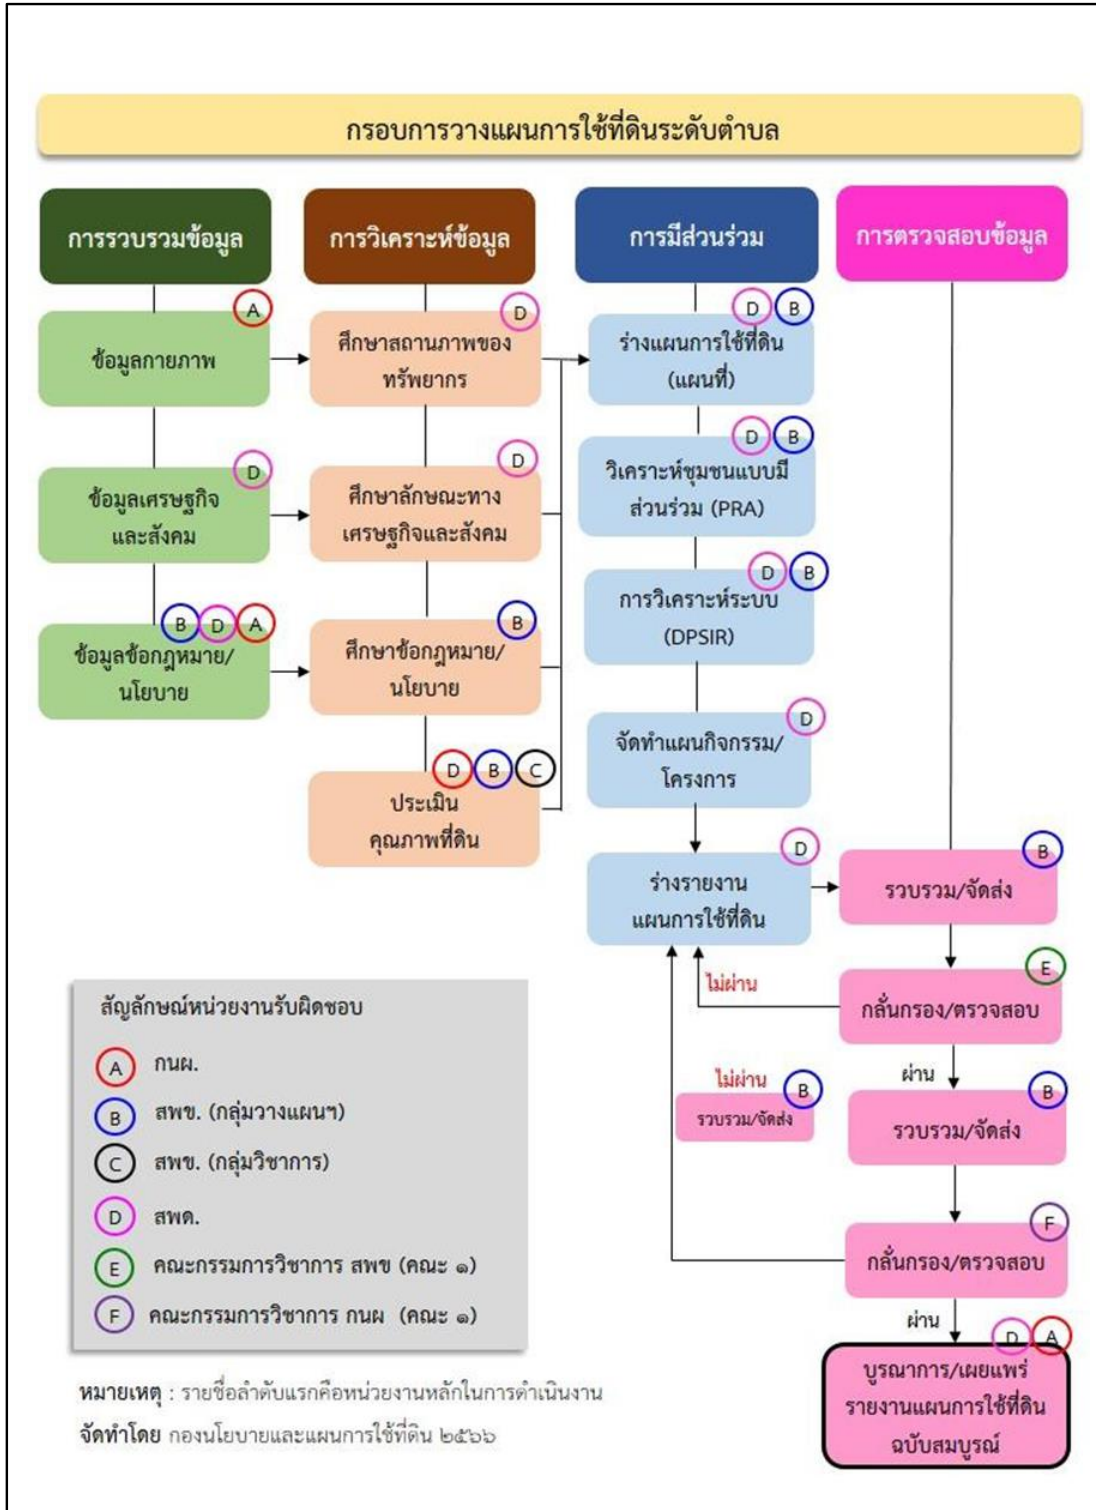 กรอบการวางแผนการใช้ที่ดินระดับตำบล
การรวบรวมข้อมูล
A
ข้อมูลกายภาพ
D
ข้อมูลเศรษฐกิจ
และสังคม
B D A
ข้อมูลข้อกฎหมาย/
นโยบาย
การวิเคราะห์ข้อมูล
D
ศึกษาสถานภาพของ
ทรัพยากร
D
ศึกษาลักษณะทาง
เศรษฐกิจและสังคม
B
ศึกษาข้อกฎหมาย/
นโยบาย
D B C
ประเมิน
คุณภาพที่ดิน
การมีส่วนร่วม
D B
ร่างแผนการใช้ที่ดิน
(แผนที่)
D B
วิเคราะห์ชุมชนแบบมี
ส่วนร่วม (PRA)
D B
การวิเคราะห์ระบบ
(DPSIR)
D
จัดทำแผนกิจกรรม/
โครงการ
D
ร่างรายงาน
แผนการใช้ที่ดิน
การตรวจสอบข้อมูล
B
รวบรวม/จัดส่ง
E
กลั่นกรอง/ตรวจสอบ
ไม่ผ่าน
ผ่าน
B
รวบรวม/จัดส่ง
ไม่ผ่าน
B
รวบรวม/จัดส่ง
F
กลั่นกรอง/ตรวจสอบ
ผ่าน
D A
บูรณาการ/เผยแพร่
รายงานแผนการใช้ที่ดิน
ฉบับสมบูรณ์
สัญลักษณ์หน่วยงานรับผิดชอบ
A กนผ.
B สพข. (กลุ่มวางแผนฯ)
C สพข. (กลุ่มวิชาการ)
D สพด.
E คณะกรรมการวิชาการ สพข (คณะ ๑)
F คณะกรรมการวิชาการ กนผ (คณะ ๑)
หมายเหตุ : รายชื่อลำดับแรกคือหน่วยงานหลักในการดำเนินงาน
จัดทำโดย กองนโยบายและแผนการใช้ที่ดิน ๒๕๖๖